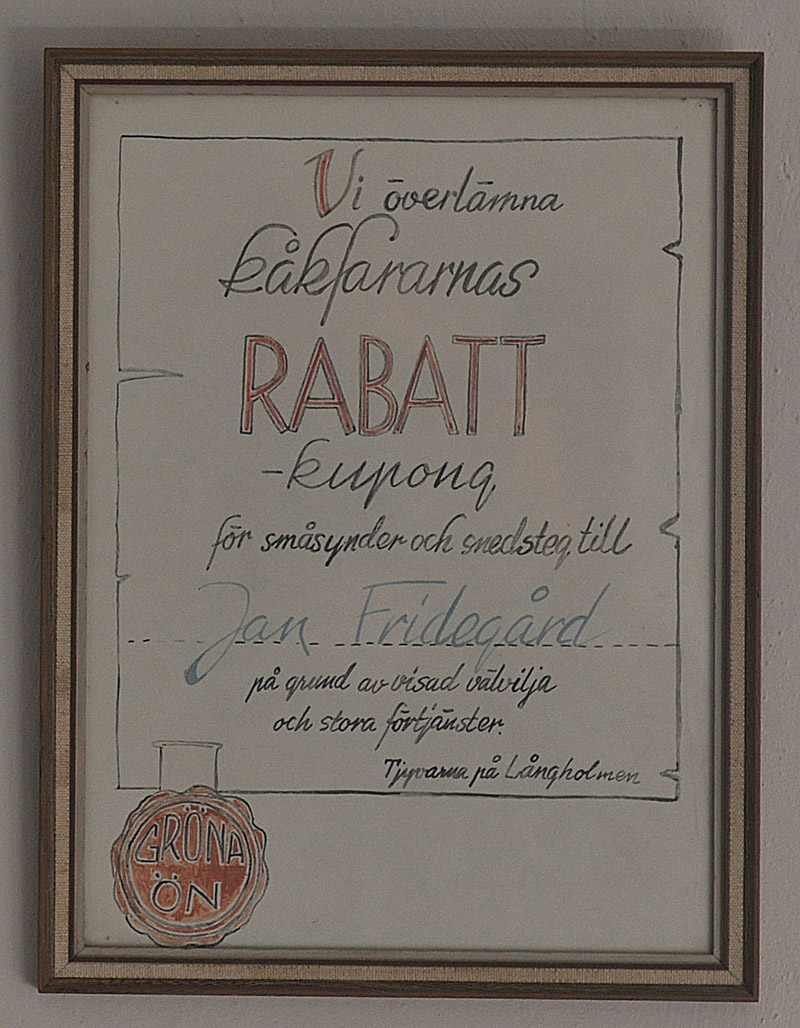 Vi överlämna
kåkfararnas
RABATT
-kupong
för småsynder och snedsteg till
Jan Fridegård
på grund av visad välvilja
och stora förtjänster.
Tjyvarna på Långholmen
GRÖNA
ÖN